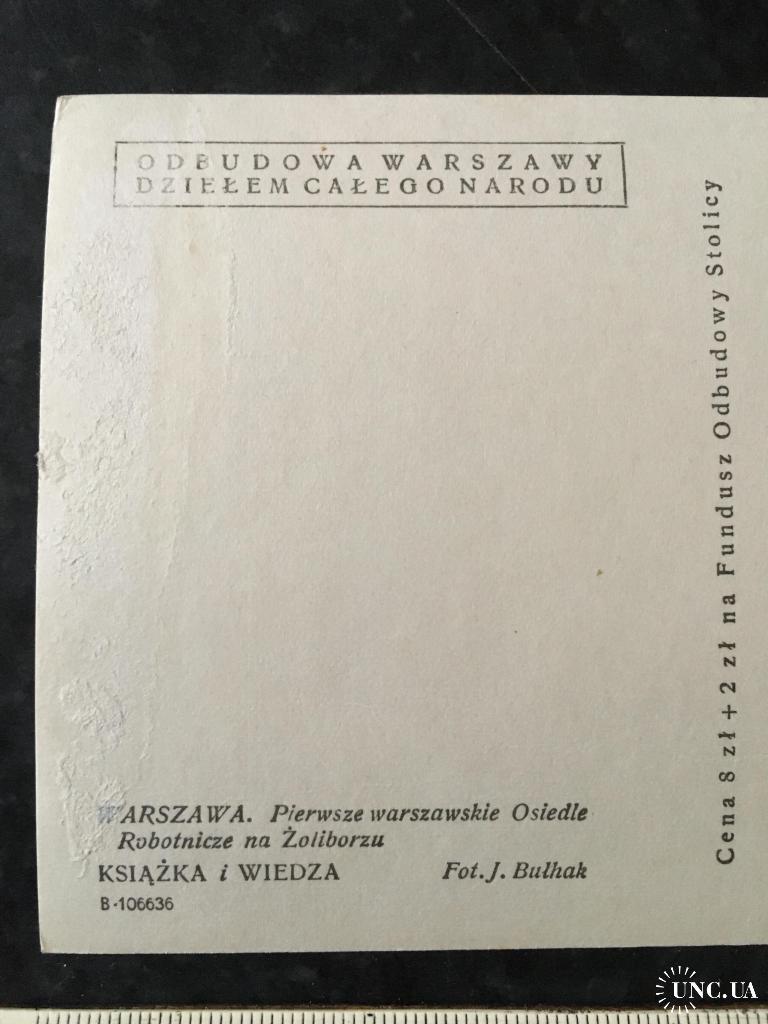 ODBUDOWA WARSZAWY
DZIEŁEM CAŁEGO NARODU
Cena 8 zł + 2 zł na Fundusz Odbudowy Stolicy
WARSZAWA. Pierwsze warszawskie Osiedle
Robotnicze na Żoliborzu
KSIĄŻKA i WIEDZA Fot. J. Bułhak
B-106636
UNC.UA